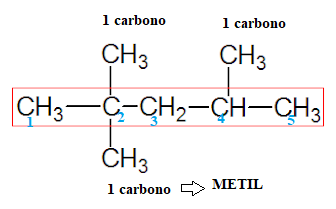 1 carbono 1 carbono
CH₃ CH₃
CH₃—C—CH₂—CH—CH₃
1 2 3 4 5
CH₃
1 carbono METIL